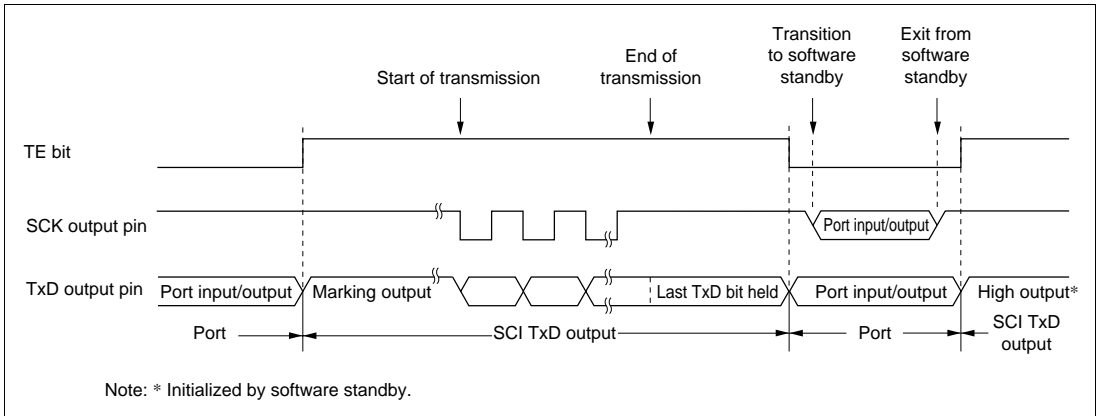 Transition
to software
standby
Exit from
software
standby
End of
transmission
Start of transmission
TE bit
SCK output pin
Port input/output
TxD output pin
Port input/output
Marking output
Last TxD bit held
Port input/output
High output*
Port
SCI TxD output
Port
SCI TxD
output
Note: * Initialized by software standby.